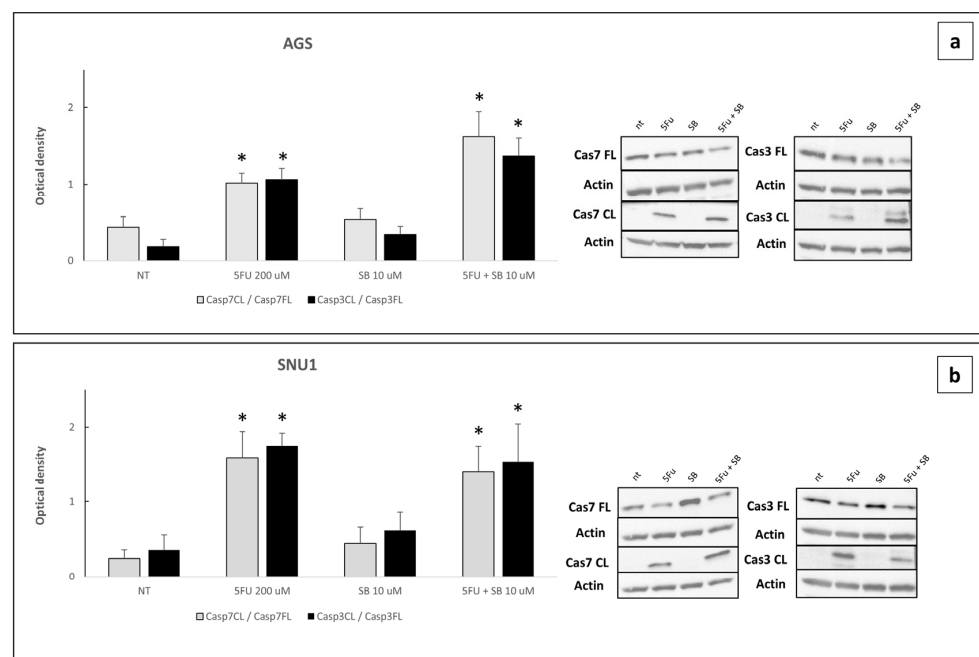 AGS
a
Optical density
2
1
0
* * * *
NT 5FU 200 uM SB 10 uM 5FU + SB 10 uM
Casp7CL / Casp7FL Casp3CL / Casp3FL
nt 5Fu SB 5Fu + SB
Cas7 FL
Actin
Cas7 CL
Actin
nt 5Fu SB 5Fu + SB
Cas3 FL
Actin
Cas3 CL
Actin
SNU1
b
Optical density
2
1
0
* * * *
NT 5FU 200 uM SB 10 uM 5FU + SB 10 uM
Casp7CL / Casp7FL Casp3CL / Casp3FL
nt 5Fu SB 5Fu + SB
Cas7 FL
Actin
Cas7 CL
Actin
nt 5Fu SB 5Fu + SB
Cas3 FL
Actin
Cas3 CL
Actin